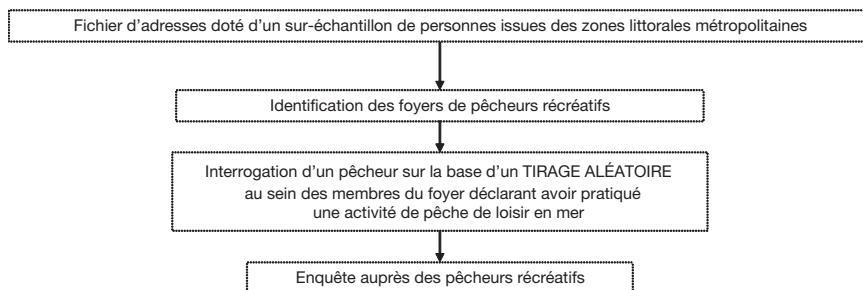 Fichier d’adresses doté d’un sur-échantillon de personnes issues des zones littorales métropolitaines
Identification des foyers de pêcheurs récréatifs
Interrogation d’un pêcheur sur la base d’un TIRAGE ALÉATOIRE
au sein des membres du foyer déclarant avoir pratiqué
une activité de pêche de loisir en mer
Enquête auprès des pêcheurs récréatifs